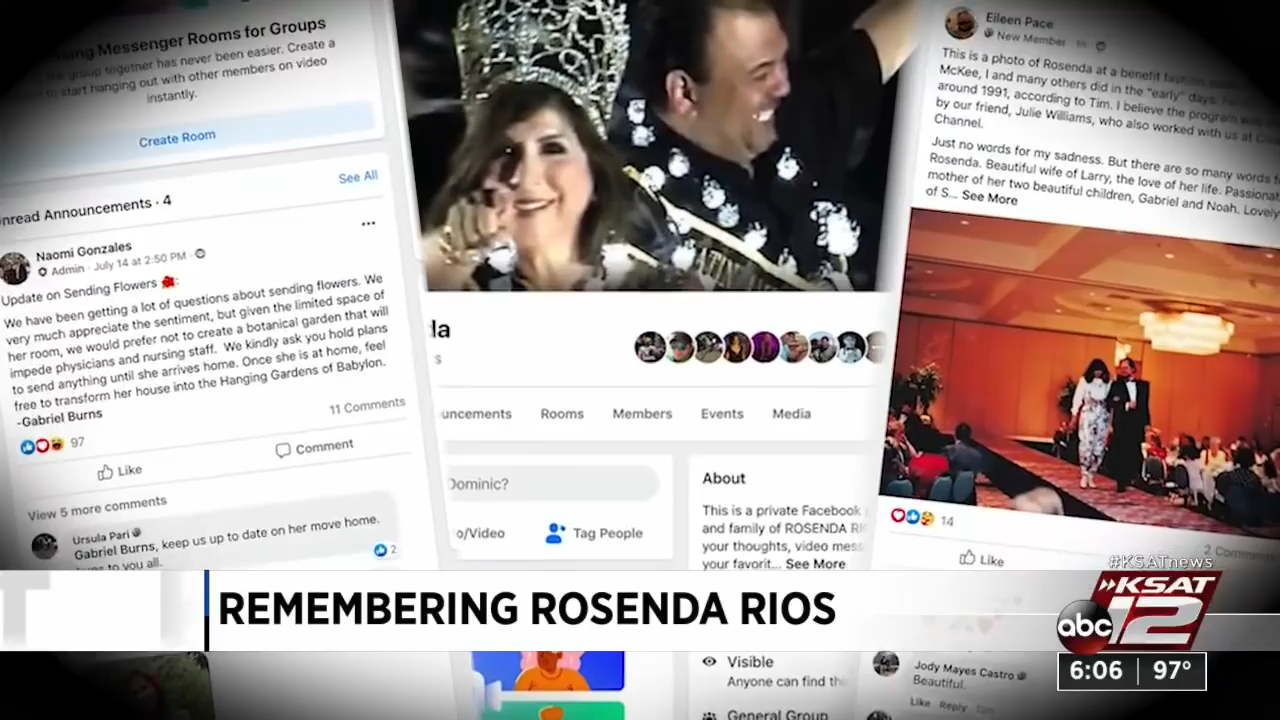 ing Messenger Rooms for Groups
group together has never been easier. Create a
to start hanging out with other members on video
instantly.
Create Room
See All
nread Announcements · 4
Naomi Gonzales
Admin · July 14 at 2:50 PM ·
Update on Sending Flowers :
We have been getting a lot of questions about sending flowers. We
very much appreciate the sentiment, but given the limited space of
her room, we would prefer not to create a botanical garden that will
impede physicians and nursing staff. We kindly ask you hold plans
to send anything until she arrives home. Once she is at home, feel
free to transform her house into the Hanging Gardens of Babylon.
-Gabriel Burns
97
11 Comments
Like
Comment
View 5 more comments
Ursula Pari
Gabriel Burns, keep us up to date on her move home.
to you all.
2
da
s
uncements
Rooms
Members
Events
Media
Dominic?
o/Video
Tag People
About
This is a private Facebook
and family of ROSENDA RI
your thoughts, video mess
your favorit... See More
Visible
Anyone can find thi
General Group
Eileen Pace
New Member · 1h ·
This is a photo of Rosenda at a benefit
McKee, I and many others did in the "early" days.
around 1991, according to Tim. I believe the program was
by our friend, Julie Williams, who also worked with us at
Channel.
Just no words for my sadness. But there are so many words f
Rosenda. Beautiful wife of Larry, the love of her life. Passiona
mother of her two beautiful children, Gabriel and Noah. Lovely
of S... See More
14
2 Comments
Like
Jody Mayes Castro
Beautiful.
Like Reply
#KSATnews
REMEMBERING ROSENDA RIOS
KSAT
abc 12
6:06 97°